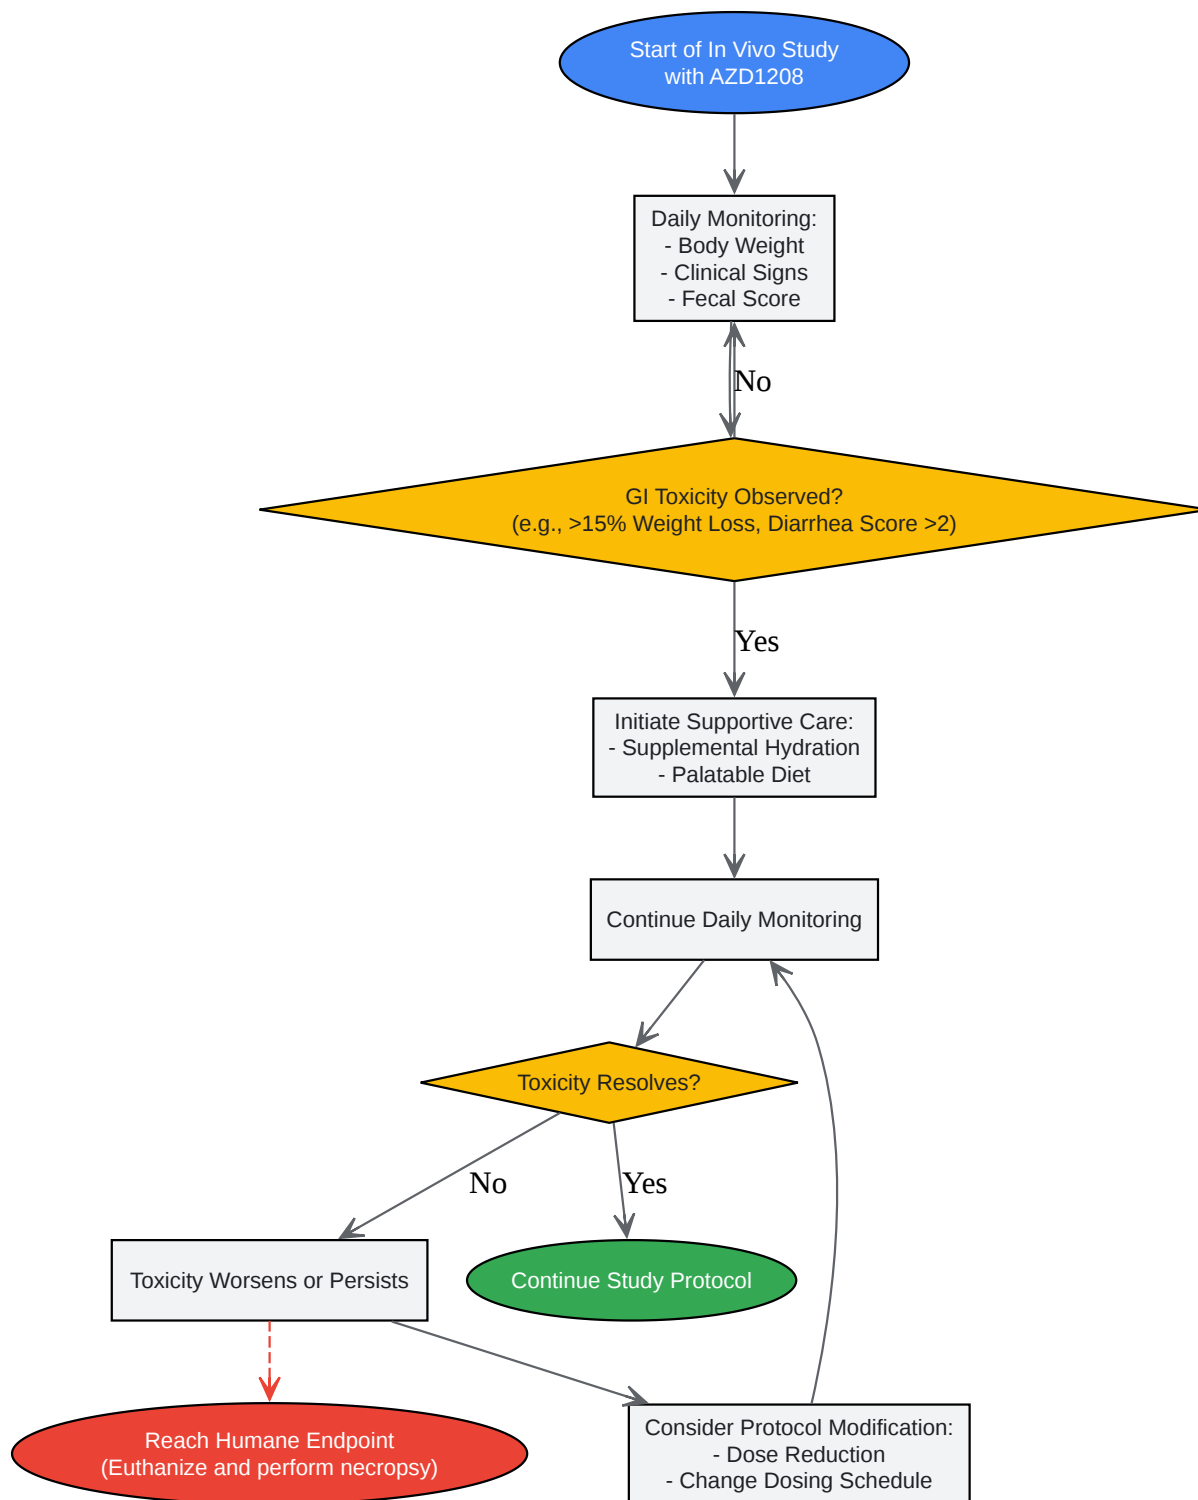 Start of In Vivo Study
with AZD1208
Daily Monitoring:
- Body Weight
- Clinical Signs
- Fecal Score
No
GI Toxicity Observed?
(e.g., >15% Weight Loss, Diarrhea Score >2)
Yes
Initiate Supportive Care:
- Supplemental Hydration
- Palatable Diet
Continue Daily Monitoring
Toxicity Resolves?
No
Yes
Toxicity Worsens or Persists
Continue Study Protocol
Reach Humane Endpoint
(Euthanize and perform necropsy)
Consider Protocol Modification:
- Dose Reduction
- Change Dosing Schedule